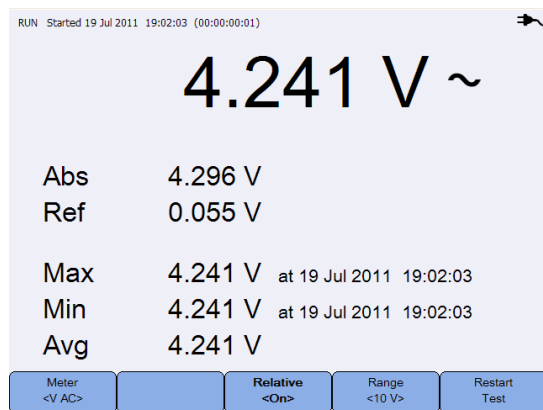 RUN Started 19 Jul 2011 19:02:03 (00:00:00:01)
4.241 V ~
Abs 4.296 V
Ref 0.055 V
Max 4.241 V at 19 Jul 2011 19:02:03
Min 4.241 V at 19 Jul 2011 19:02:03
Avg 4.241 V
Meter Relative Range Restart
<V AC> <On> <10 V> Test